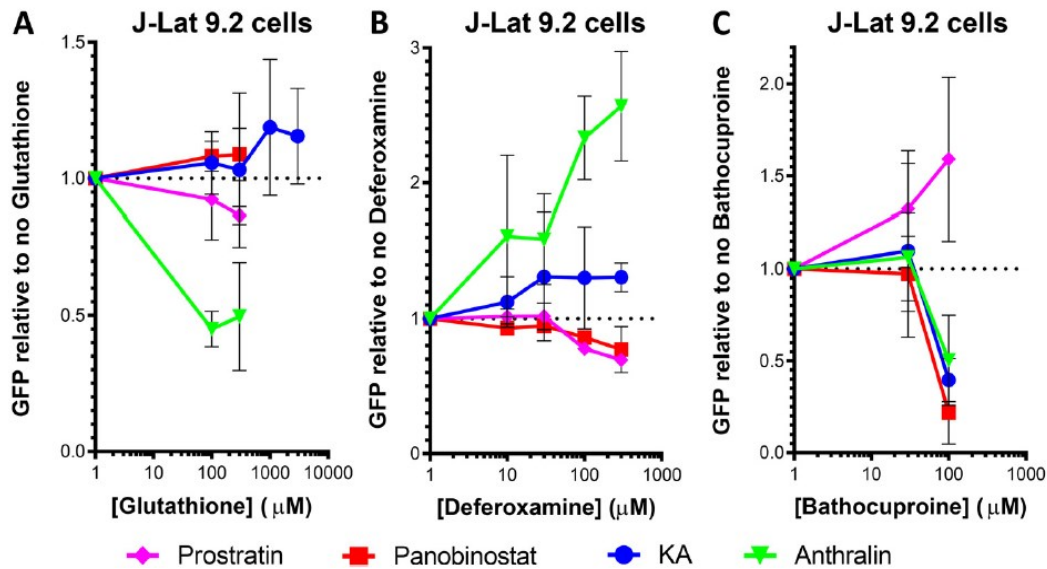 A J-Lat 9.2 cells
GFP relative to no Glutathione
1.5
1.0
0.5
0.0
1 10 100 1000 10000
[Glutathione] (μM)
B J-Lat 9.2 cells
GFP relative to no Deferoxamine
3
2
1
0
1 10 100 1000
[Deferoxamine] (μM)
C J-Lat 9.2 cells
GFP relative to no Bathocuproine
2.0
1.5
1.0
0.5
0.0
1 10 100 1000
[Bathocuproine] (μM)
Prostratin Panobinostat KA Anthralin